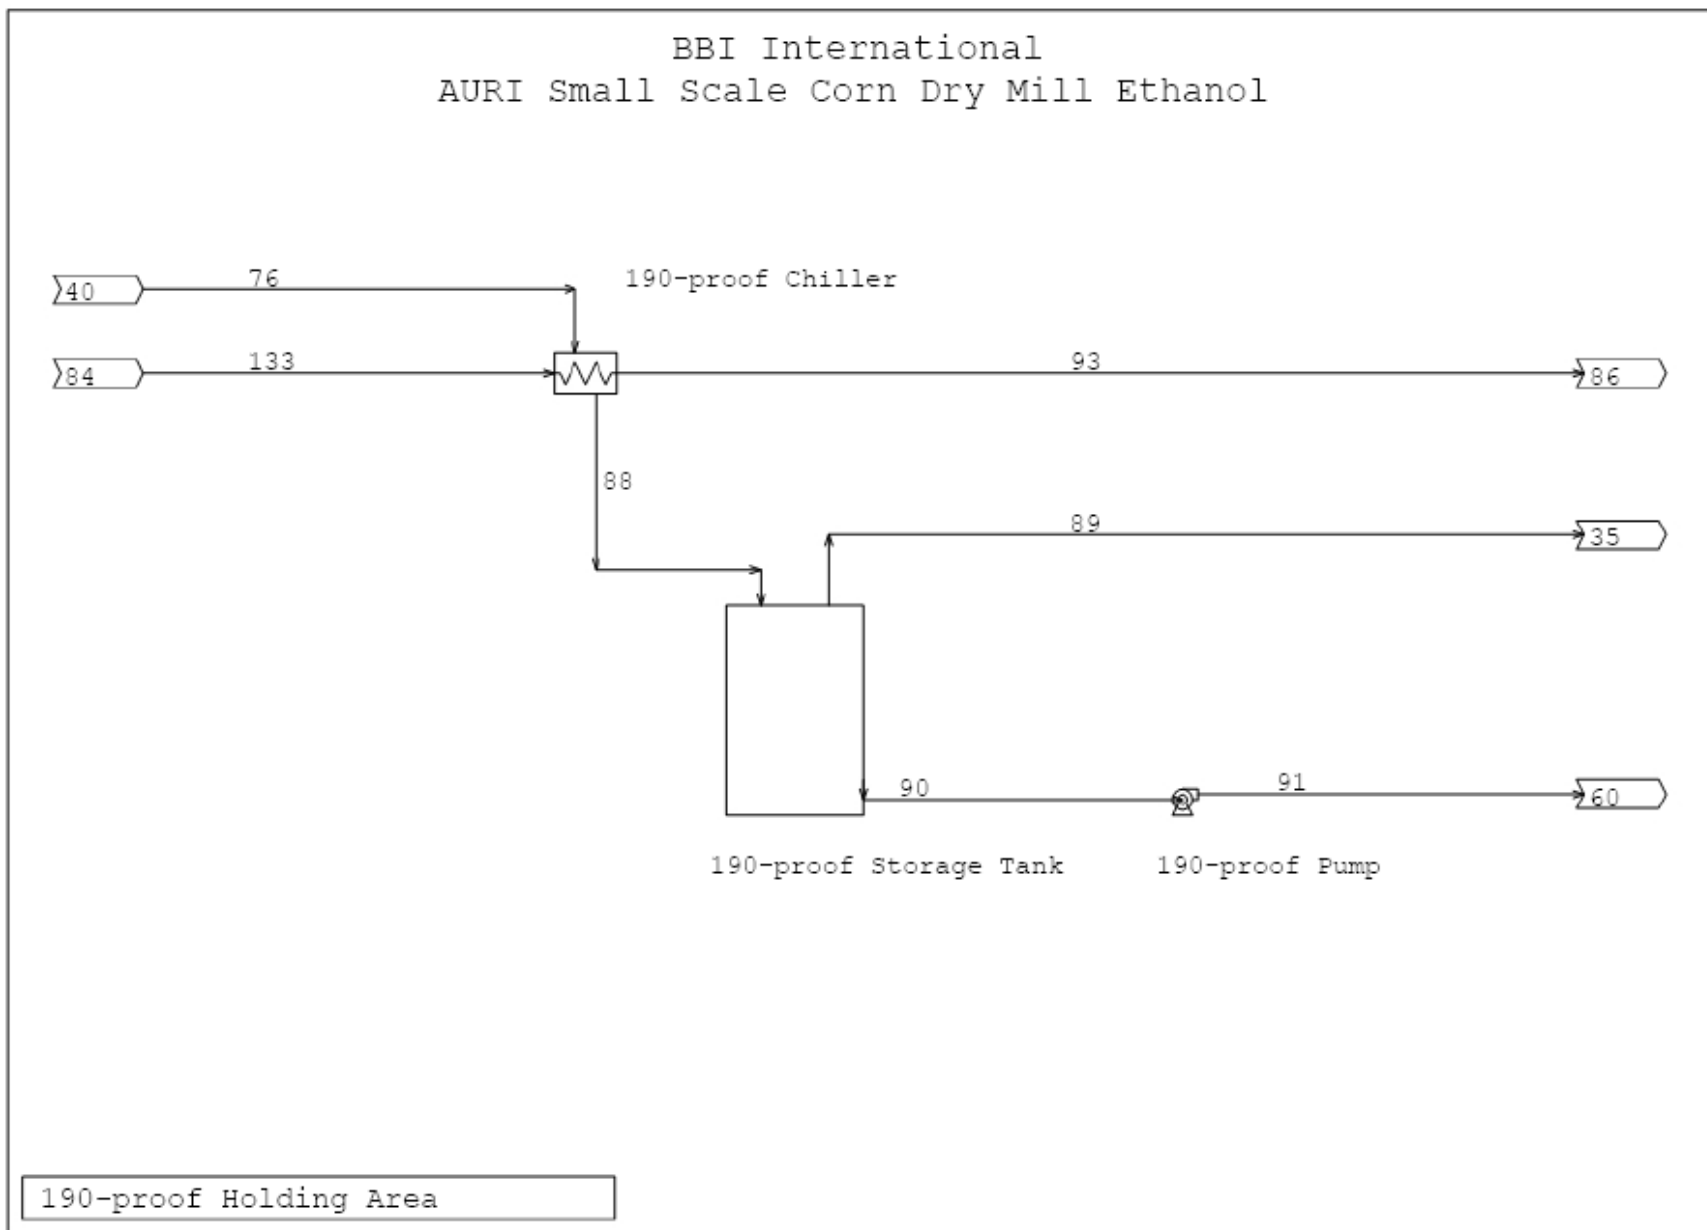 BBI International
AURI Small Scale Corn Dry Mill Ethanol
40
76
190-proof Chiller
84
133
93
86
88
89
35
90
91
60
190-proof Storage Tank
190-proof Pump
190-proof Holding Area